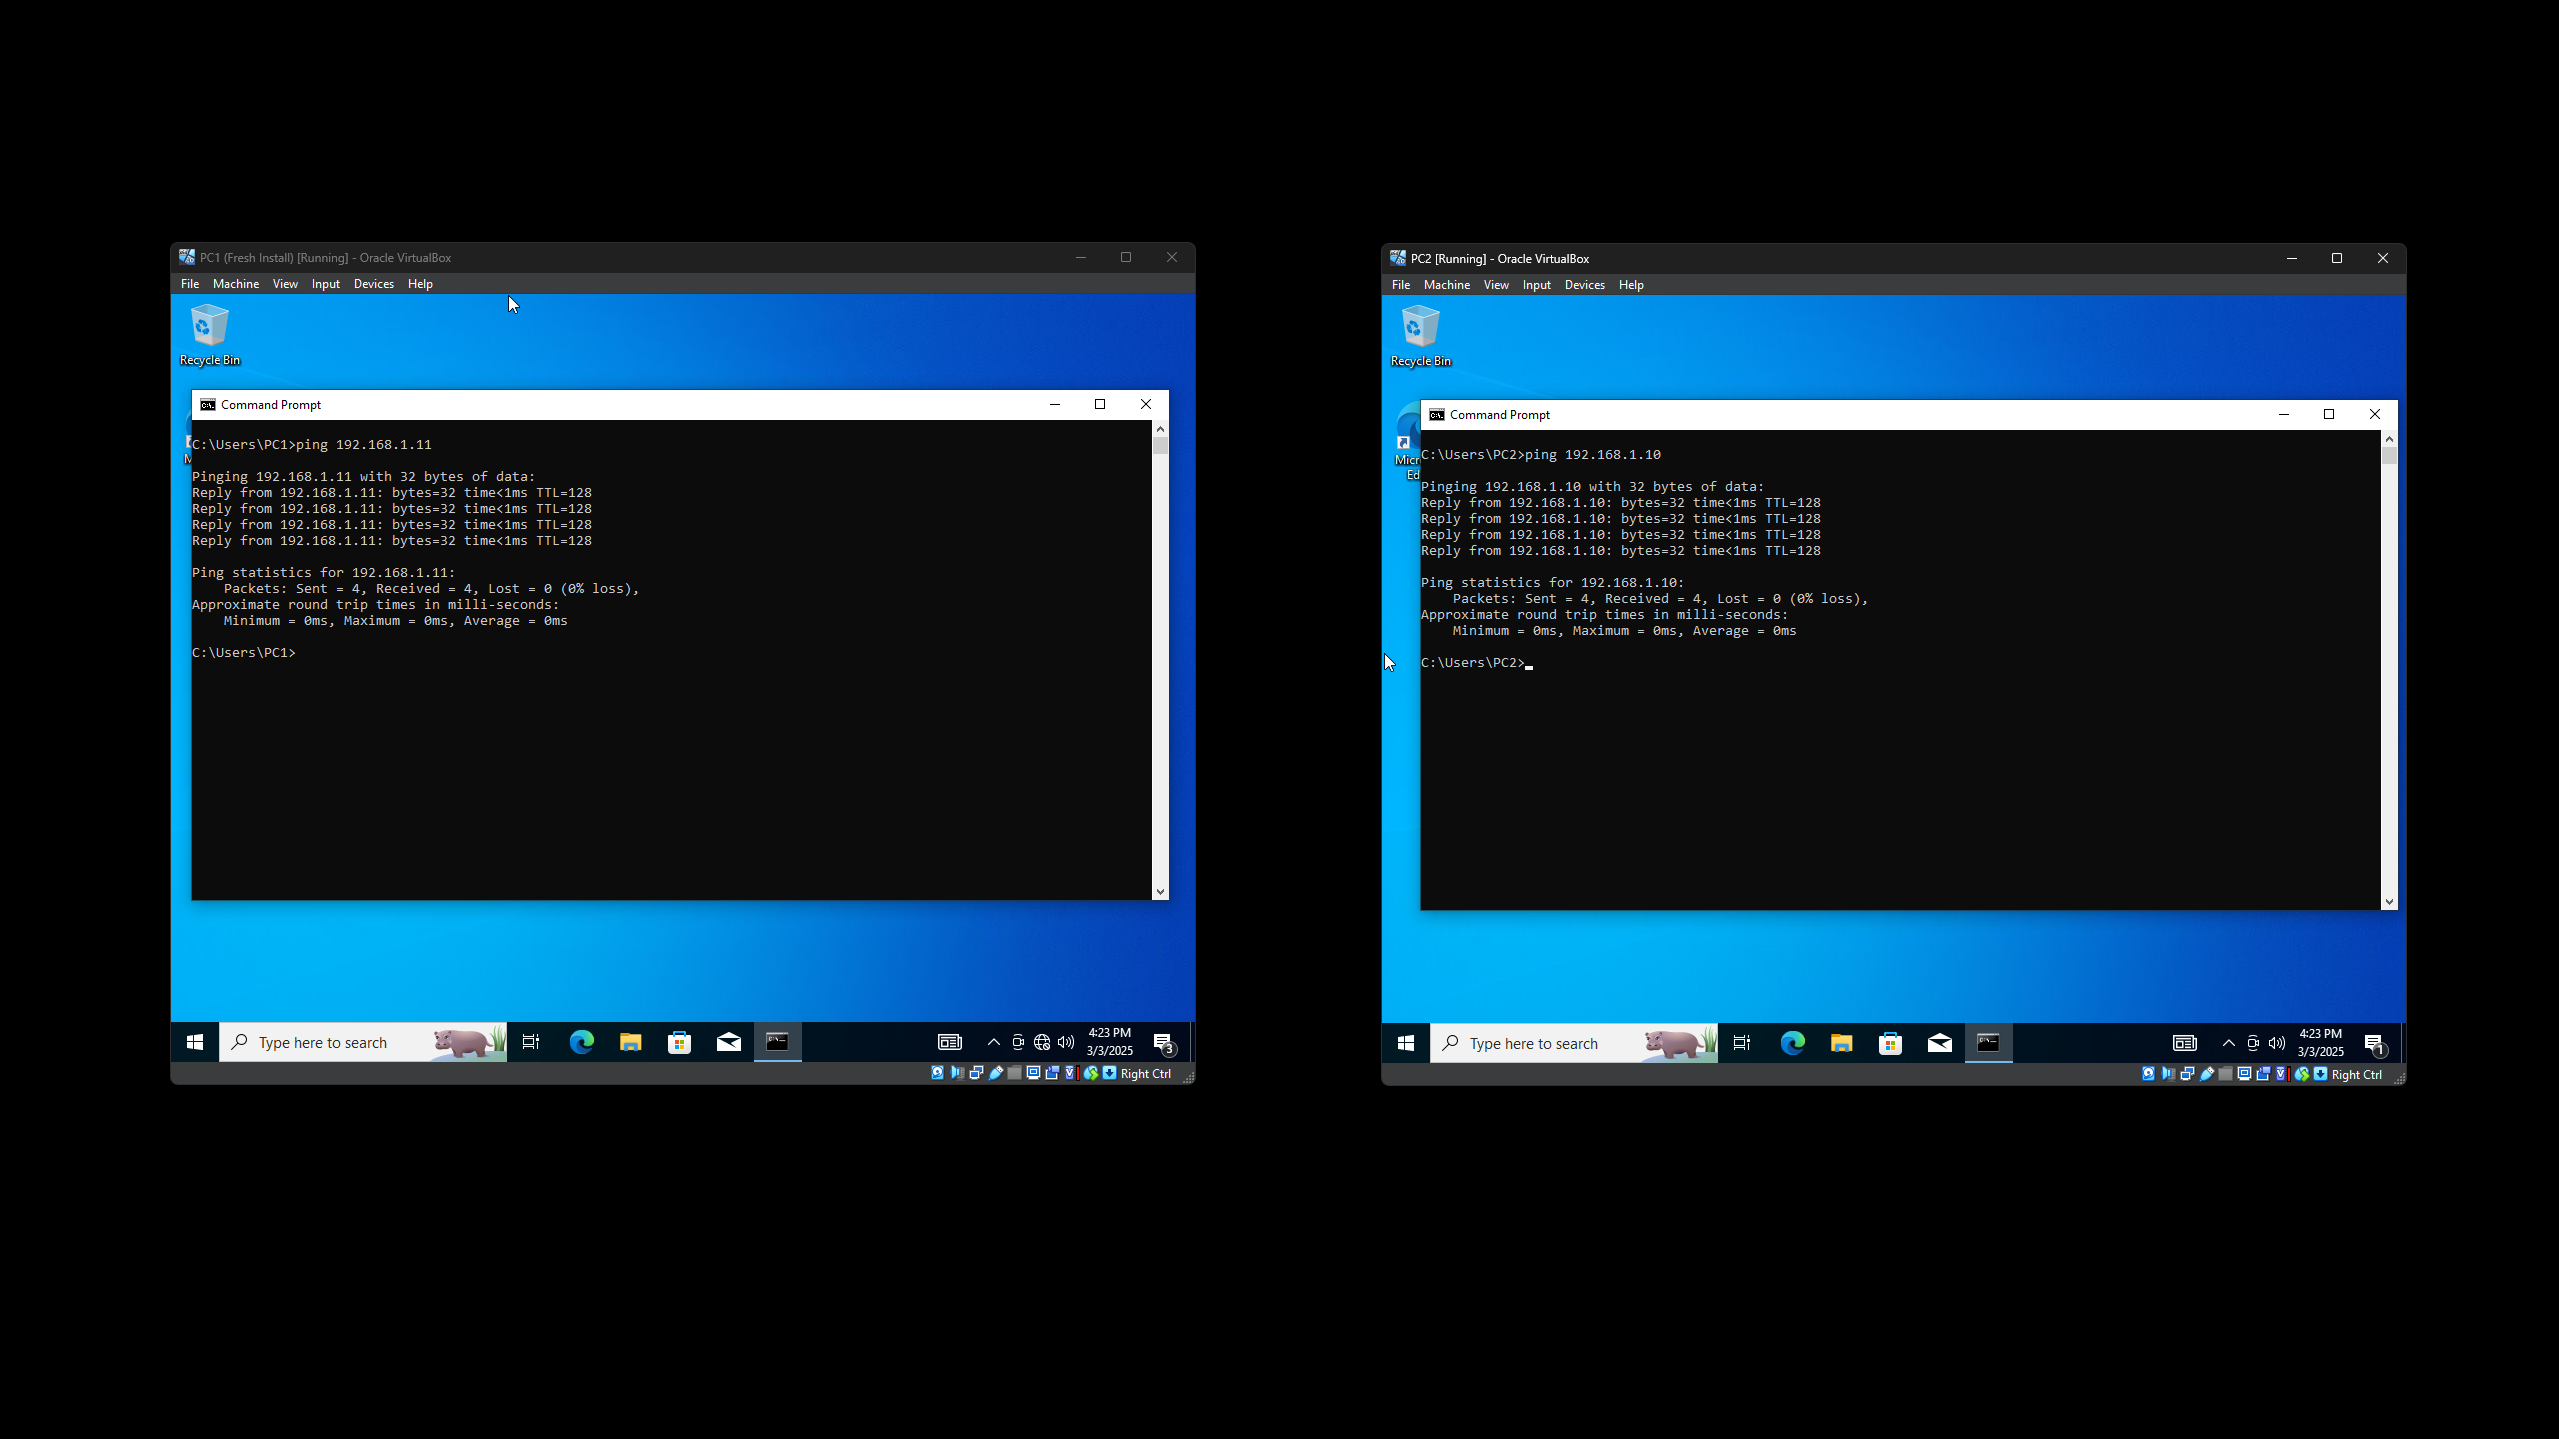 PC1 (Fresh Install) [Running] - Oracle VirtualBox
File Machine View Input Devices Help
Recycle Bin
Command Prompt
C:\Users\PC1>ping 192.168.1.11
Pinging 192.168.1.11 with 32 bytes of data:
Reply from 192.168.1.11: bytes=32 time<1ms TTL=128
Reply from 192.168.1.11: bytes=32 time<1ms TTL=128
Reply from 192.168.1.11: bytes=32 time<1ms TTL=128
Reply from 192.168.1.11: bytes=32 time<1ms TTL=128
Ping statistics for 192.168.1.11:
Packets: Sent = 4, Received = 4, Lost = 0 (0% loss),
Approximate round trip times in milli-seconds:
Minimum = 0ms, Maximum = 0ms, Average = 0ms
C:\Users\PC1>
Type here to search
4:23 PM
3/3/2025
3
Right Ctrl
PC2 [Running] - Oracle VirtualBox
File Machine View Input Devices Help
Recycle Bin
Micr
Ed
Command Prompt
C:\Users\PC2>ping 192.168.1.10
Pinging 192.168.1.10 with 32 bytes of data:
Reply from 192.168.1.10: bytes=32 time<1ms TTL=128
Reply from 192.168.1.10: bytes=32 time<1ms TTL=128
Reply from 192.168.1.10: bytes=32 time<1ms TTL=128
Reply from 192.168.1.10: bytes=32 time<1ms TTL=128
Ping statistics for 192.168.1.10:
Packets: Sent = 4, Received = 4, Lost = 0 (0% loss),
Approximate round trip times in milli-seconds:
Minimum = 0ms, Maximum = 0ms, Average = 0ms
C:\Users\PC2>
Type here to search
4:23 PM
3/3/2025
1
Right Ctrl